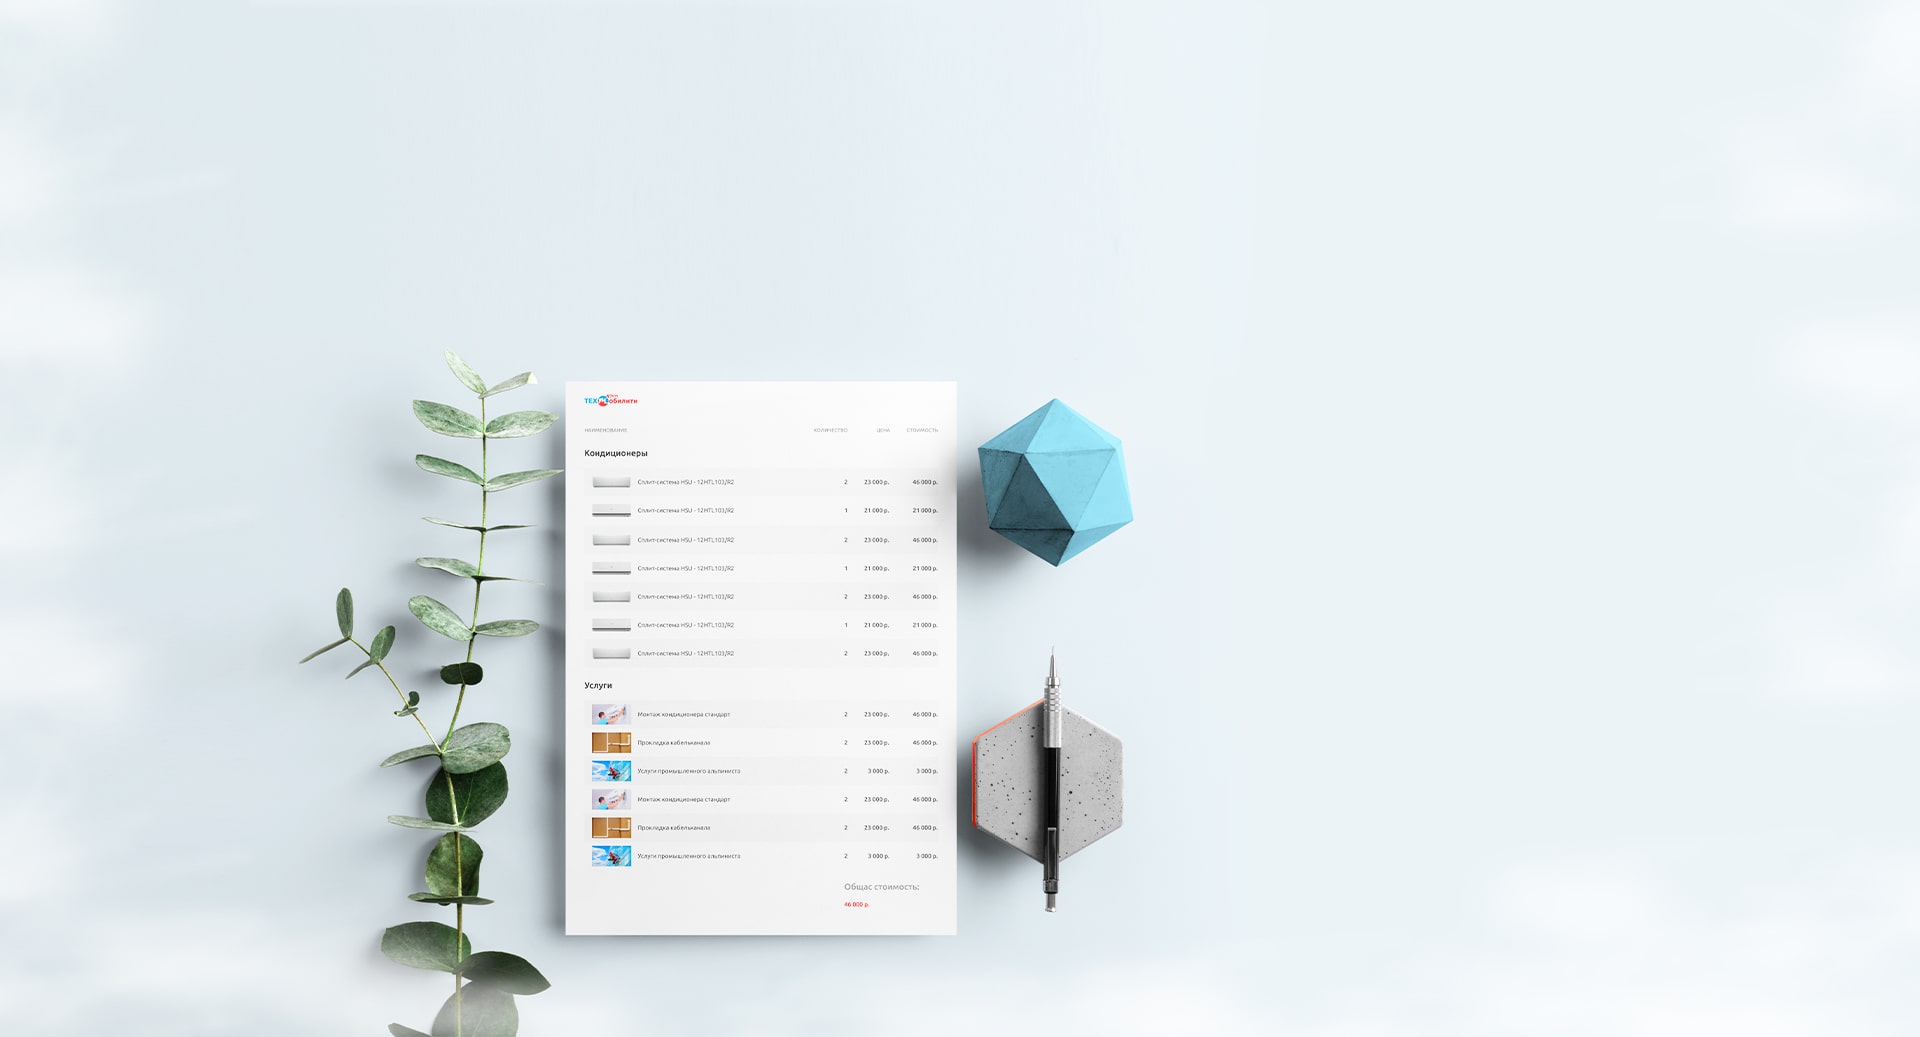 ТЕХ мобилити
НАИМЕНОВАНИЕ КОЛИЧЕСТВО ЦЕНА СТОИМОСТЬ
Кондиционеры
Сплит-система HSU - 12HTL103/R2 2 23 000 р. 46 000 р.
Сплит-система HSU - 12HTL103/R2 1 21 000 р. 21 000 р.
Сплит-система HSU - 12HTL103/R2 2 23 000 р. 46 000 р.
Сплит-система HSU - 12HTL103/R2 1 21 000 р. 21 000 р.
Сплит-система HSU - 12HTL103/R2 2 23 000 р. 46 000 р.
Сплит-система HSU - 12HTL103/R2 1 21 000 р. 21 000 р.
Сплит-система HSU - 12HTL103/R2 2 23 000 р. 46 000 р.
Услуги
Монтаж кондиционера стандарт 2 23 000 р. 46 000 р.
Прокладка кабельканала 2 23 000 р. 46 000 р.
Услуги промышленного альпиниста 2 3 000 р. 3 000 р.
Монтаж кондиционера стандарт 2 23 000 р. 46 000 р.
Прокладка кабельканала 2 23 000 р. 46 000 р.
Услуги промышленного альпиниста 2 3 000 р. 3 000 р.
Общас стоимость:
46 800 р.